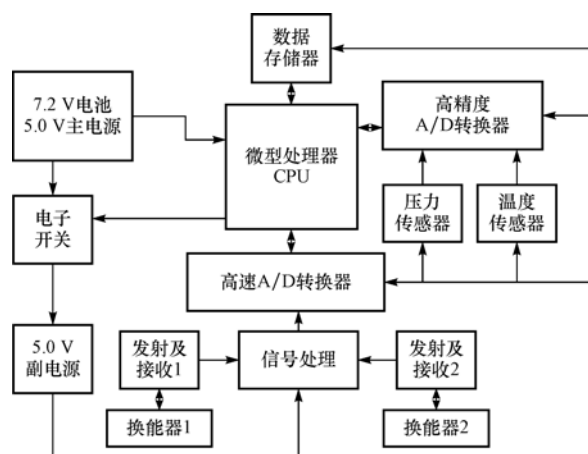 数据
存储器
7.2 V电池
5.0 V主电源
高精度
A/D转换器
微型处理器
CPU
电子
开关
压力
传感器
温度
传感器
高速A/D转换器
5.0 V
副电源
发射及
接收1
信号处理
发射及
接收2
换能器1
换能器2